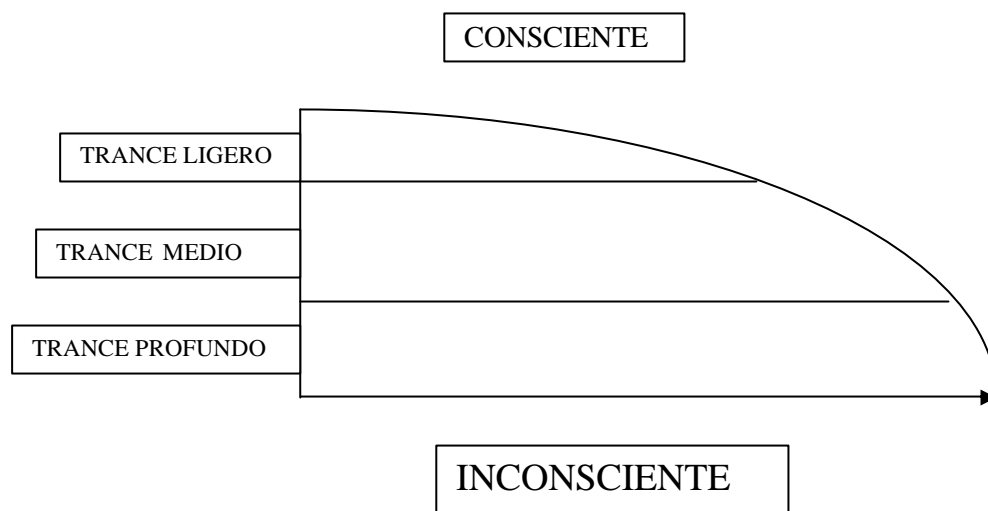 CONSCIENTE
TRANCE LIGERO
TRANCE MEDIO
TRANCE PROFUNDO
INCONSCIENTE